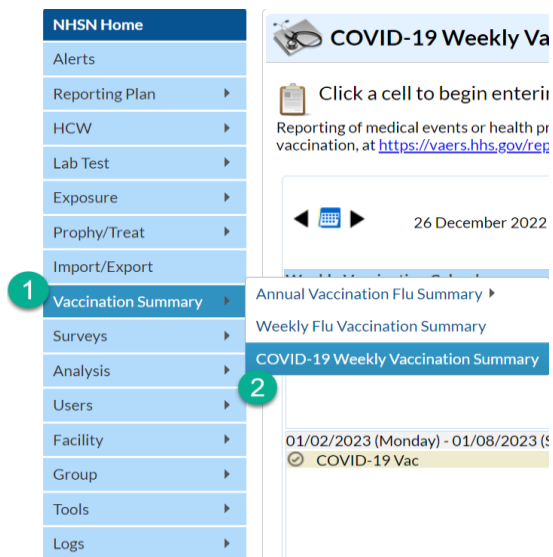 NHSN Home
Alerts
Reporting Plan
HCW
Lab Test
Exposure
Prophy/Treat
Import/Export
1
Vaccination Summary
Surveys
Analysis
Users
Facility
Group
Tools
Logs
COVID-19 Weekly Va
Click a cell to begin enterin
Reporting of medical events or health pr
vaccination, at https://vaers.hhs.gov/rep
26 December 2022
Annual Vaccination Flu Summary
Weekly Flu Vaccination Summary
COVID-19 Weekly Vaccination Summary
2
01/02/2023 (Monday) - 01/08/2023 (S
COVID-19 Vac